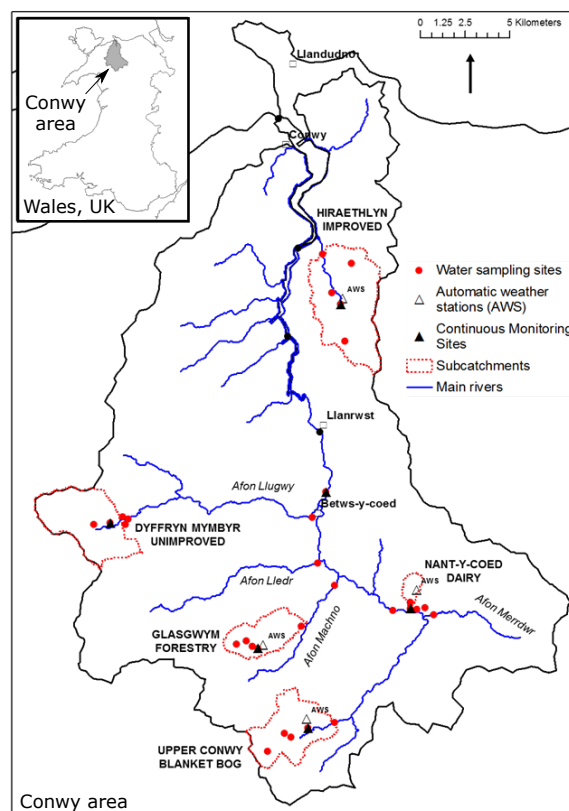 Conwy
area
Wales, UK
0 1.25 2.5 5 Kilometers
Llandudno
Conwy
HIRAETHLYN
IMPROVED
AWS
Water sampling sites
Automatic weather
stations (AWS)
Continuous Monitoring
Sites
Subcatchments
Main rivers
Llanrwst
Afon Llugwy
Betws-y-coed
DYFFRYN MYMBYR
UNIMPROVED
NANT-Y-COED
DAIRY
AWS
Afon Lledr
Afon Machno
Afon Merrdwr
GLASGWYM
FORESTRY
AWS
AWS
UPPER CONWY
BLANKET BOG
Conwy area